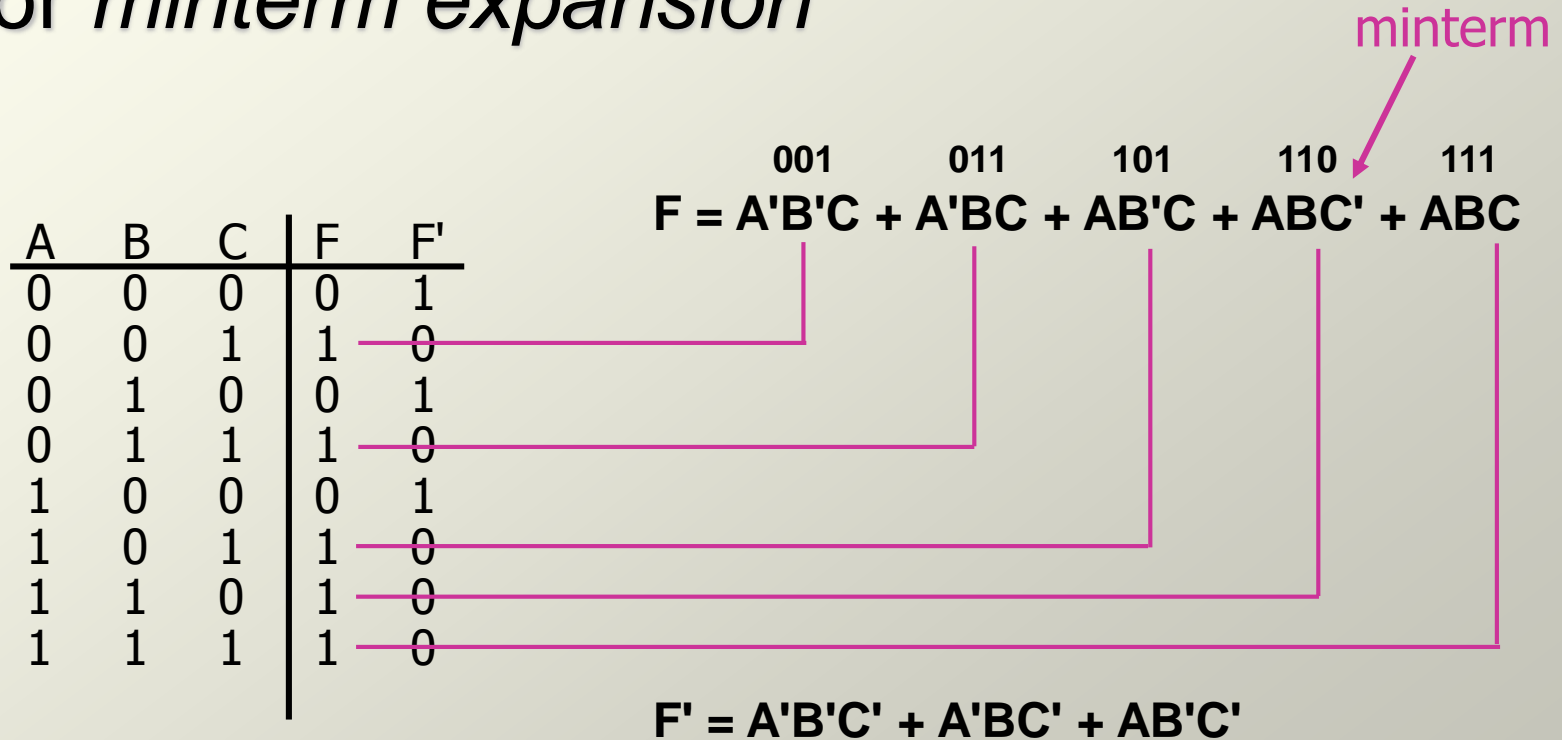 or minterm expansion
minterm
001 011 101 110 111
F = A'B'C + A'BC + AB'C + ABC' + ABC
A B C F F'
0 0 0 0 1
0 0 1 1 0
0 1 0 0 1
0 1 1 1 0
1 0 0 0 1
1 0 1 1 0
1 1 0 1 0
1 1 1 1 0
F' = A'B'C' + A'BC' + AB'C'